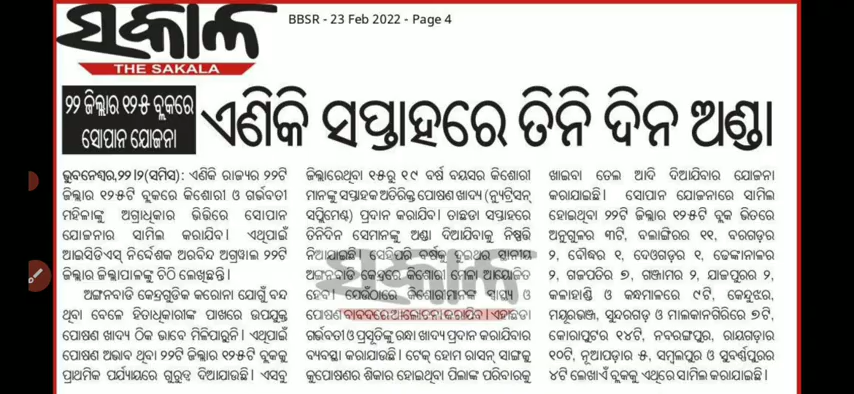 ସକାଳ
THE SAKALA
BBSR - 23 Feb 2022 - Page 4
୨୨ ଜିଲ୍ଲାର ୧୨୫ ବ୍ଲକରେ
ସୋପାନ ଯୋଜନା
ଏଣିକି ସପ୍ତାହରେ ତିନି ଦିନ ଅଣ୍ଡା
ଭୁବନେଶ୍ୱର,୨୨।୨(ସମିସ): ଏଣିକି ରାଜ୍ୟର ୨୨ଟି
ଜିଲ୍ଲାର ୧୨୫ଟି ବ୍ଲକରେ କିଶୋରୀ ଓ ଗର୍ଭବତୀ
ମହିଳାଙ୍କୁ ଅଗ୍ରାଧିକାର ଭିତ୍ତିରେ ସୋପାନ
ଯୋଜନାର ସାମିଲ କରାଯିବ। ଏଥିପାଇଁ
ଆଇସିଡିଏସ୍ ନିର୍ଦ୍ଦେଶକ ଅରବିନ୍ଦ ଅଗ୍ରୱାଲ ୨୨ଟି
ଜିଲ୍ଲାର ଜିଲ୍ଲାପାଳଙ୍କୁ ଚିଠି ଲେଖିଛନ୍ତି।
ଅଙ୍ଗନବାଡି କେନ୍ଦ୍ରଗୁଡିକ କରୋନା ଯୋଗୁଁ ବନ୍ଦ
ଥିବା ବେଳେ ହିତାଧିକାରୀଙ୍କ ପାଖରେ ଉପଯୁକ୍ତ
ପୋଷଣ ଖାଦ୍ୟ ଠିକ ଭାବେ ମିଳିପାରୁନି। ଏଥିପାଇଁ
ପୋଷଣ ଅଭାବ ଥିବା ୨୨ଟି ଜିଲ୍ଲାର ୧୨୫ଟି ବ୍ଲକକୁ
ପ୍ରାଥମିକ ପର୍ଯ୍ୟାୟରେ ଗୁରୁତ୍ୱ ଦିଆଯାଉଛି। ଏସବୁ
ଜିଲ୍ଲାରେଥିବା ୧୫ରୁ ୧୯ ବର୍ଷ ବୟସର କିଶୋରୀ
ମାନଙ୍କୁ ସପ୍ତାହକ ଅତିରିକ୍ତ ପୋଷଣ ଖାଦ୍ୟ (ନ୍ୟୁଟ୍ରିସନ୍
ସପ୍ଲିମେଣ୍ଟ) ପ୍ରଦାନ କରାଯିବ। ତାଛଡା ସପ୍ତାହରେ
ତିନିଦିନ ସେମାନଙ୍କୁ ଅଣ୍ଡା ଦିଆଯିବାକୁ ନିଷ୍ପତ୍ତି
ନିଆଯାଇଛି। ସେହିପରି ବର୍ଷକୁ ଦୁଇଥର ସ୍ଥାନୀୟ
ଅଙ୍ଗନବାଡି କେନ୍ଦ୍ରରେ କିଶୋରୀ ମେଳା ଆୟୋଜିତ
ହେବ। ସେଠାରେ କିଶୋରୀମାନଙ୍କ ସ୍ୱାସ୍ଥ୍ୟ ଓ
ପୋଷଣ ବାବଦରେ ଆଲୋଚନା କରାଯିବ। ଏହାଛଡା
ଗର୍ଭବତୀ ଓ ପ୍ରସୂତିଙ୍କୁ ରନ୍ଧା ଖାଦ୍ୟ ପ୍ରଦାନ କରାଯିବାର
ବ୍ୟବସ୍ଥା କରାଯାଉଛି। ଟେକ୍ ହୋମ ରାସନ୍ ସାଙ୍ଗକୁ
କୁପୋଷଣର ଶିକାର ହୋଇଥିବା ପିଲାଙ୍କ ପରିବାରକୁ
ଖାଇବା ତେଲ ଆଦି ଦିଆଯିବାର ଯୋଜନା
କରାଯାଇଛି। ସୋପାନ ଯୋଜନାରେ ସାମିଲ
ହୋଇଥିବା ୨୨ଟି ଜିଲ୍ଲାର ୧୨୫ଟି ବ୍ଲକ ଭିତରେ
ଅନୁଗୁଳର ୩ଟି, ବଲାଙ୍ଗିରର ୧୧, ବରଗଡ଼ର
୨, ବୌଦ୍ଧର ୧, ଦେଓଗଡ଼ର ୧, ଢେଙ୍କାନାଳର
୨, ଗଜପତିର ୭, ଗଞ୍ଜାମର ୨, ଯାଜପୁରର ୨,
କଳାହାଣ୍ଡି ଓ କନ୍ଧମାଳରେ ୯ଟି, କେନ୍ଦୁଝର,
ମୟୂରଭଞ୍ଜ, ସୁନ୍ଦରଗଡ଼ ଓ ମାଲକାନଗିରିରେ ୭ଟି,
କୋରାପୁଟର ୧୪ଟି, ନବରଙ୍ଗପୁର, ରାୟଗଡ଼ାର
୧୦ଟି, ନୂଆପଡ଼ାର ୫, ସମ୍ବଲପୁର ଓ ସୁବର୍ଣ୍ଣପୁରର
୪ଟି ଲେଖାଏଁ ବ୍ଲକକୁ ଏଥିରେ ସାମିଲ କରାଯାଇଛି।
ସକାଳ